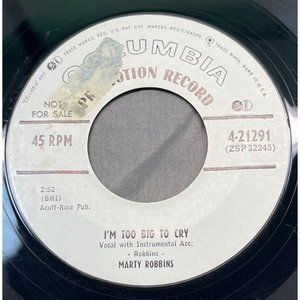 COLUMBIA
PROMOTION RECORD
NOT
FOR SALE
45 RPM
4-21291
(ZSP 32245)
2:52
(BMI)
Acuff-Rose Pub.
I'M TOO BIG TO CRY
Vocal with Instrumental Acc.
- Robbins -
MARTY ROBBINS